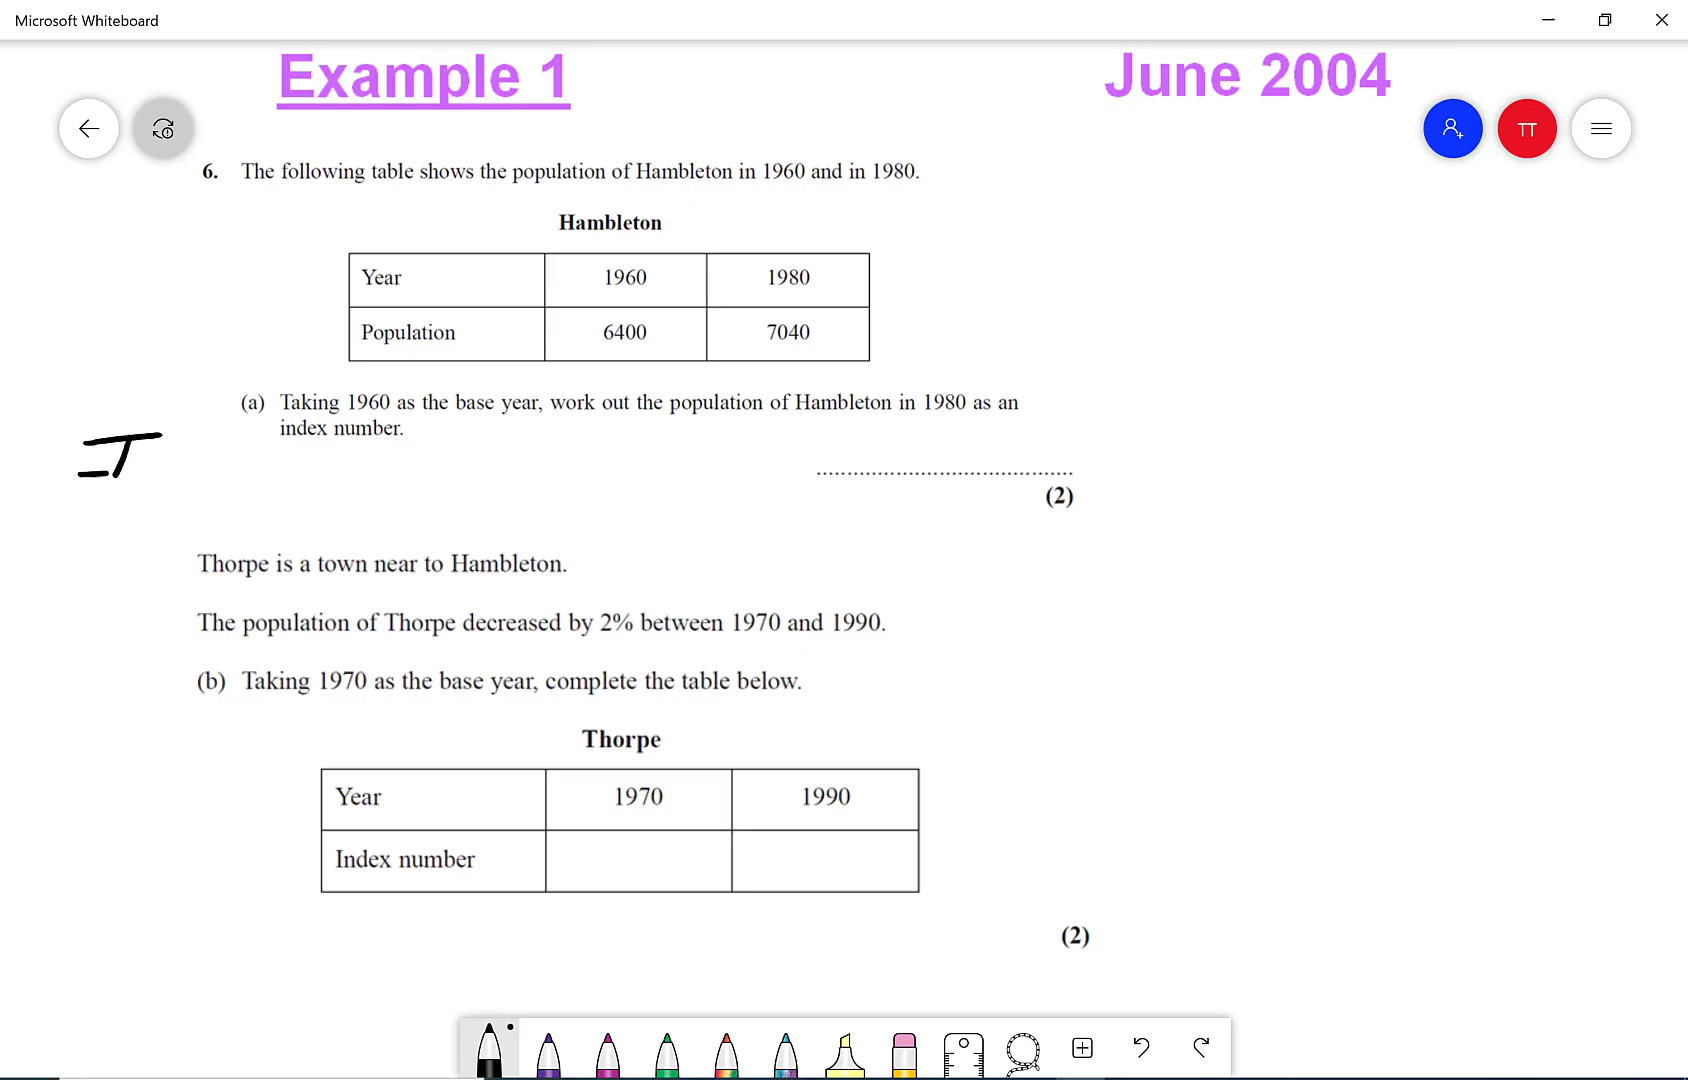 Microsoft Whiteboard
Example 1
June 2004
TT
6. The following table shows the population of Hambleton in 1960 and in 1980.
Hambleton
Year 1960 1980
Population 6400 7040
(a) Taking 1960 as the base year, work out the population of Hambleton in 1980 as an
index number.
..........................................
(2)
Thorpe is a town near to Hambleton.
The population of Thorpe decreased by 2% between 1970 and 1990.
(b) Taking 1970 as the base year, complete the table below.
Thorpe
Year 1970 1990
Index number
(2)